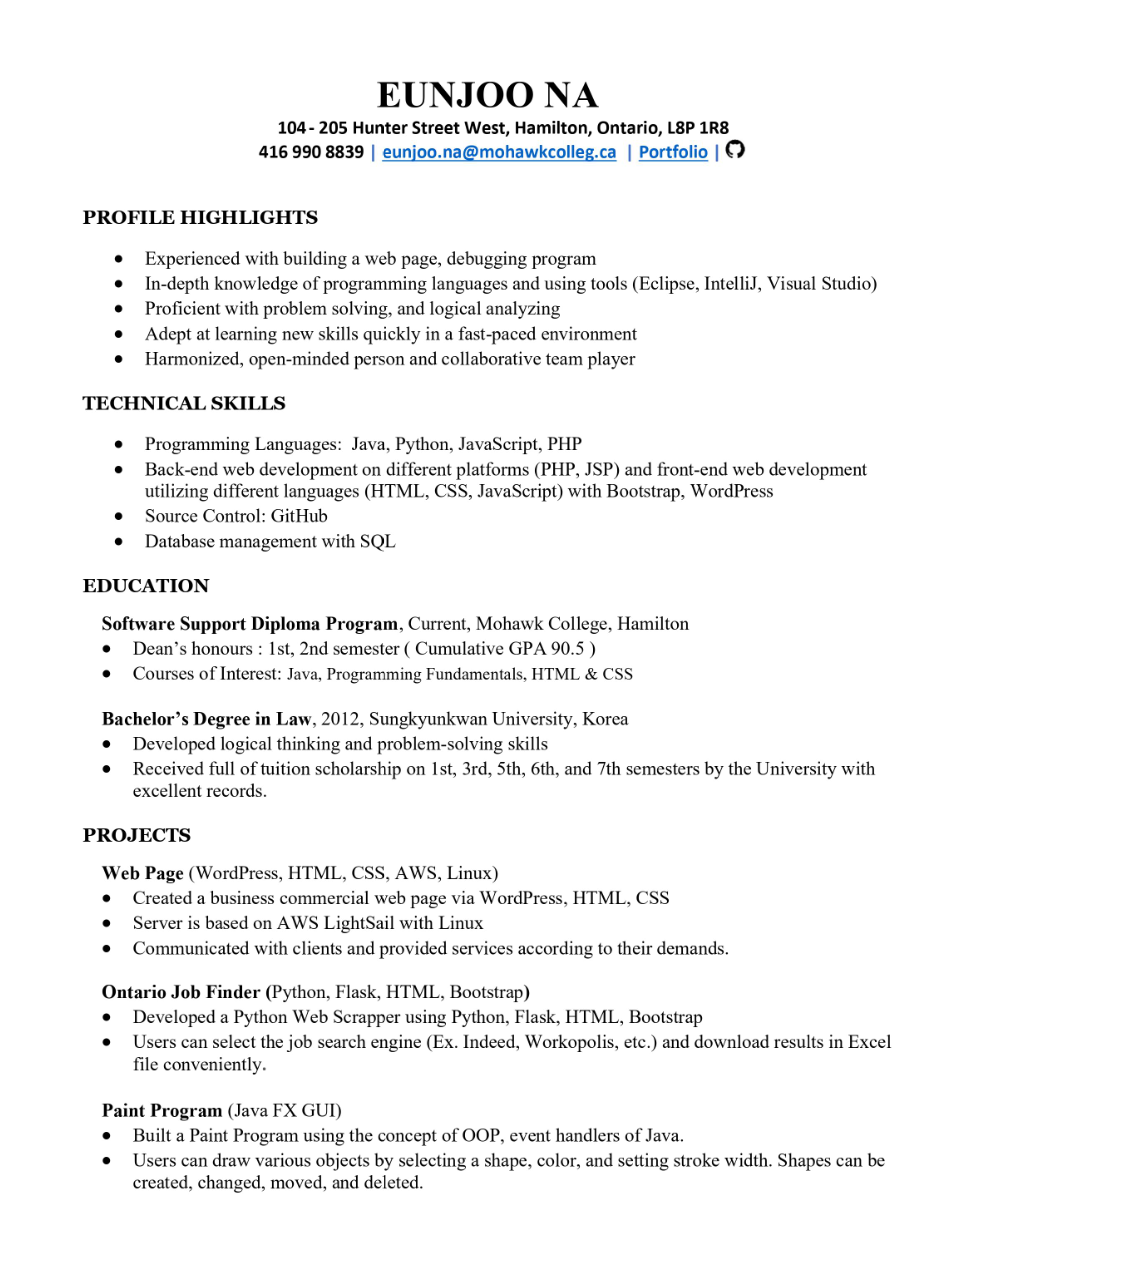 EUNJOO NA
104 - 205 Hunter Street West, Hamilton, Ontario, L8P 1R8
416 990 8839 | eunjoo.na@mohawkcolleg.ca | Portfolio |
PROFILE HIGHLIGHTS
• Experienced with building a web page, debugging program
• In-depth knowledge of programming languages and using tools (Eclipse, IntelliJ, Visual Studio)
• Proficient with problem solving, and logical analyzing
• Adept at learning new skills quickly in a fast-paced environment
• Harmonized, open-minded person and collaborative team player
TECHNICAL SKILLS
• Programming Languages: Java, Python, JavaScript, PHP
• Back-end web development on different platforms (PHP, JSP) and front-end web development
utilizing different languages (HTML, CSS, JavaScript) with Bootstrap, WordPress
• Source Control: GitHub
• Database management with SQL
EDUCATION
Software Support Diploma Program, Current, Mohawk College, Hamilton
• Dean’s honours : 1st, 2nd semester ( Cumulative GPA 90.5 )
• Courses of Interest: Java, Programming Fundamentals, HTML & CSS
Bachelor’s Degree in Law, 2012, Sungkyunkwan University, Korea
• Developed logical thinking and problem-solving skills
• Received full of tuition scholarship on 1st, 3rd, 5th, 6th, and 7th semesters by the University with
excellent records.
PROJECTS
Web Page (WordPress, HTML, CSS, AWS, Linux)
• Created a business commercial web page via WordPress, HTML, CSS
• Server is based on AWS LightSail with Linux
• Communicated with clients and provided services according to their demands.
Ontario Job Finder (Python, Flask, HTML, Bootstrap)
• Developed a Python Web Scrapper using Python, Flask, HTML, Bootstrap
• Users can select the job search engine (Ex. Indeed, Workopolis, etc.) and download results in Excel
file conveniently.
Paint Program (Java FX GUI)
• Built a Paint Program using the concept of OOP, event handlers of Java.
• Users can draw various objects by selecting a shape, color, and setting stroke width. Shapes can be
created, changed, moved, and deleted.